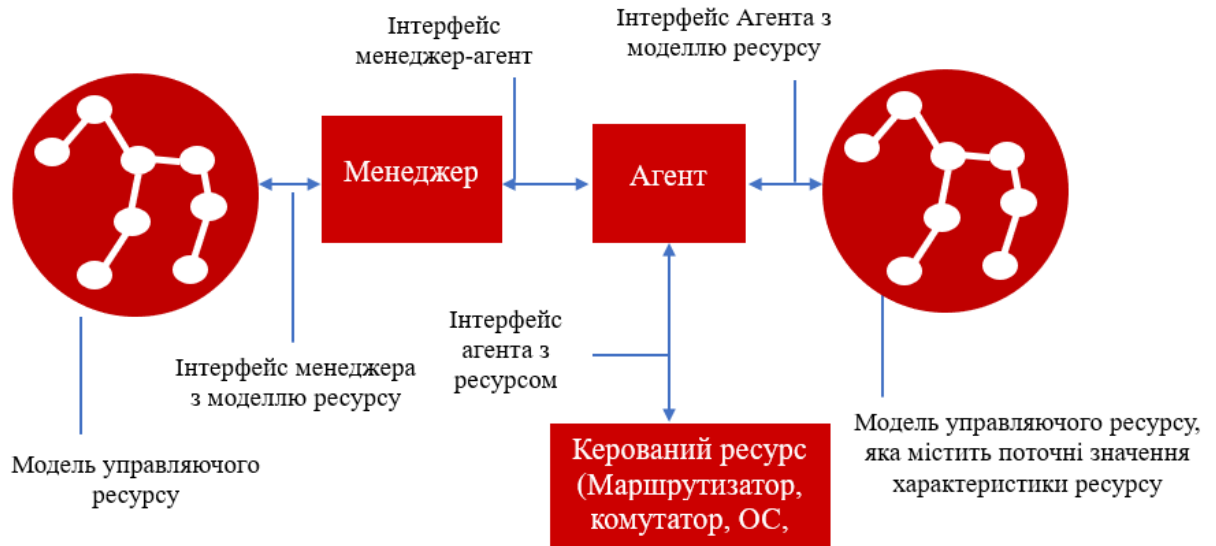 Інтерфейс
менеджер-агент
Інтерфейс Агента з
моделлю ресурсу
Менеджер
Агент
Інтерфейс менеджера
з моделлю ресурсу
Інтерфейс
агента з
ресурсом
Модель управляючого
ресурсу
Керований ресурс
(Маршрутизатор,
комутатор, ОС,
Модель управляючого ресурсу,
яка містить поточні значення
характеристики ресурсу